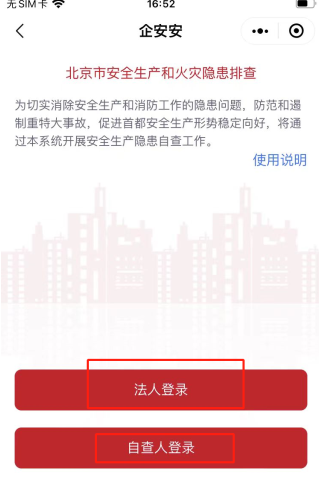 无SIM卡 16:52
企安安
北京市安全生产和火灾隐患排查
为切实消除安全生产和消防工作的隐患问题，防范和遏
制重特大事故，促进首都安全生产形势稳定向好，将通
过本系统开展安全生产隐患自查工作。
使用说明
法人登录
自查人登录